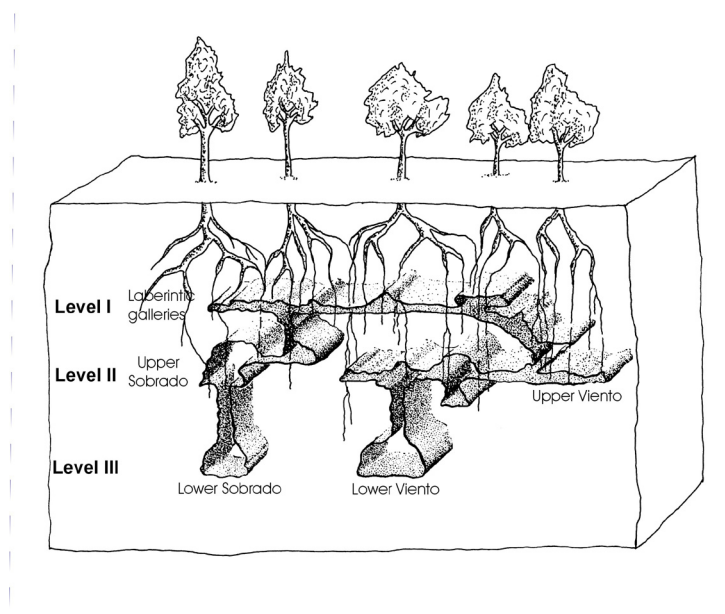 Level I
Laberintic
galleries
Upper
Sobrado
Level II
Upper Viento
Level III
Lower Sobrado
Lower Viento